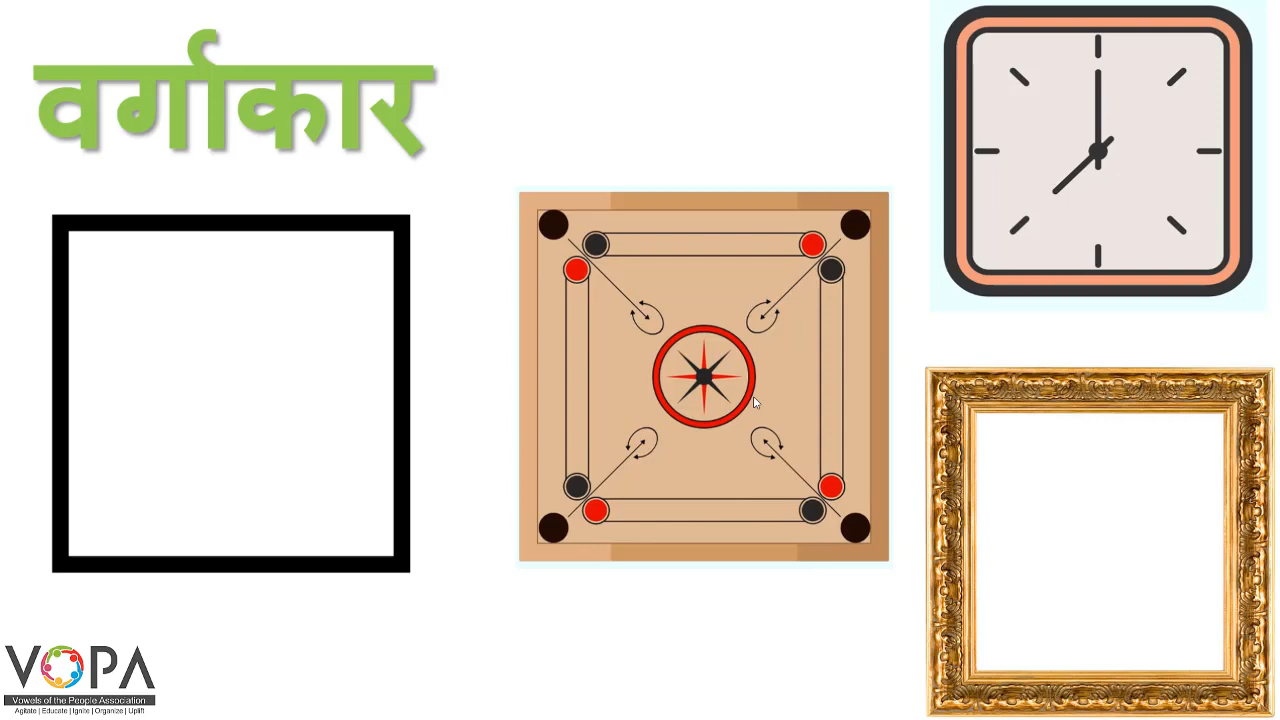 वर्गाकार
VOPA
Vowels of the People Association
Agitate | Educate | Ignite | Organize | Uplift